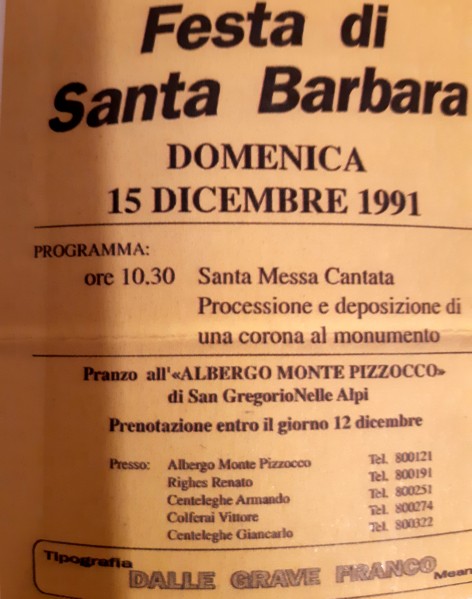 Festa di
Santa Barbara
DOMENICA
15 DICEMBRE 1991
PROGRAMMA:
ore 10.30 Santa Messa Cantata
Processione e deposizione di
una corona al monumento
Pranzo all'«ALBERGO MONTE PIZZOCCO»
di San GregorioNelle Alpi
Prenotazione entro il giorno 12 dicembre
Presso: Albergo Monte Pizzocco Tel. 800121
Righes Renato Tel. 800191
Centeleghe Armando Tel. 800251
Colferai Vittore Tel. 800274
Centeleghe Giancarlo Tel. 800322
Tipografia
DALLE GRAVE FRANCO